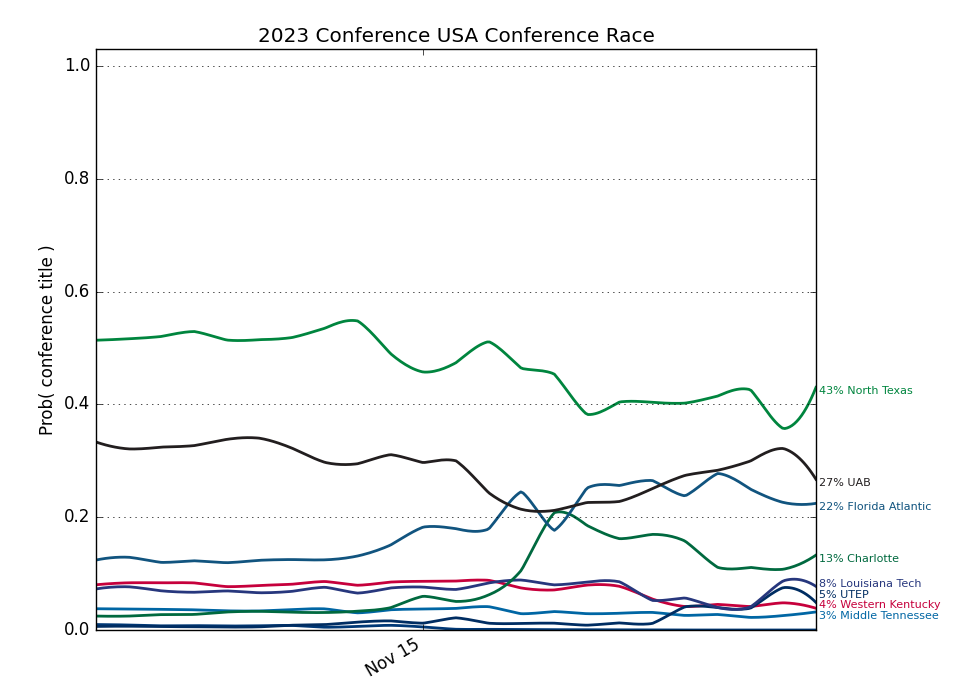 2023 Conference USA Conference Race
1.0
0.8
0.6
0.4
0.2
0.0
Prob( conference title )
Nov 15
43% North Texas
27% UAB
22% Florida Atlantic
13% Charlotte
8% Louisiana Tech
5% UTEP
4% Western Kentucky
3% Middle Tennessee